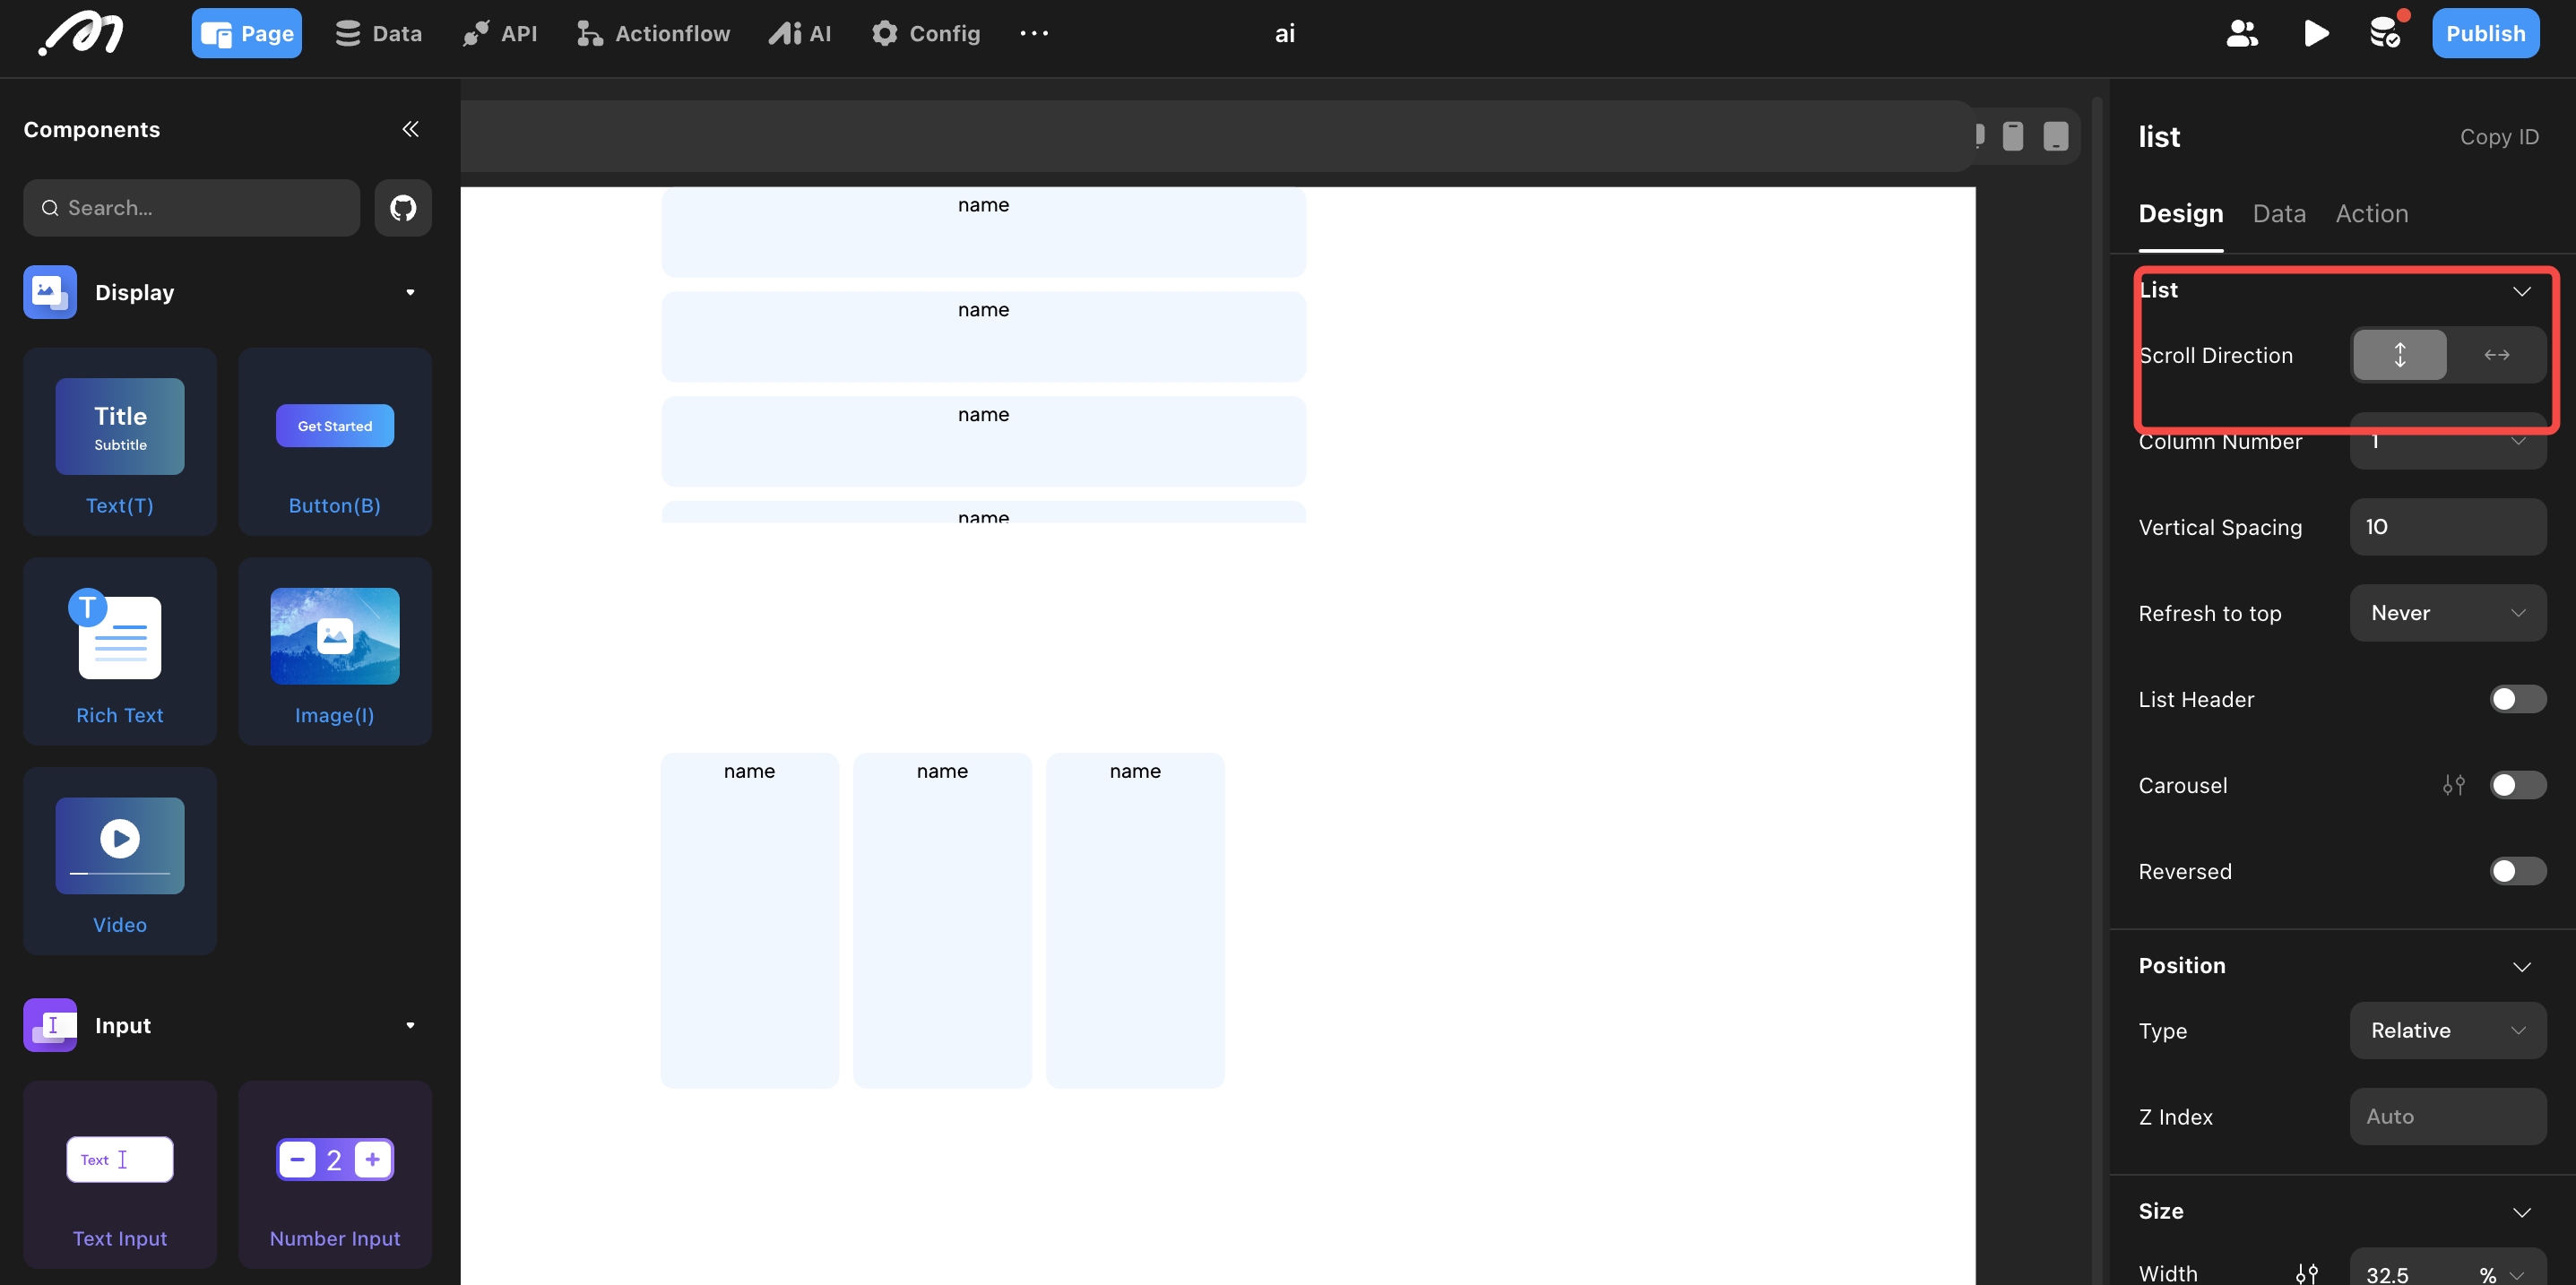 Page
Data
API
Actionflow
AI
Config
ai
Publish
Components
Search...
Display
Title
Subtitle
Text(T)
Get Started
Button(B)
T
Rich Text
Image(I)
Video
Input
Text
Text Input
2
Number Input
name
name
name
name
name
name
name
list
Copy ID
Design
Data
Action
List
Scroll Direction
Column Number
1
Vertical Spacing
10
Refresh to top
Never
List Header
Carousel
Reversed
Position
Type
Relative
Z Index
Auto
Size
Width
32.5
%